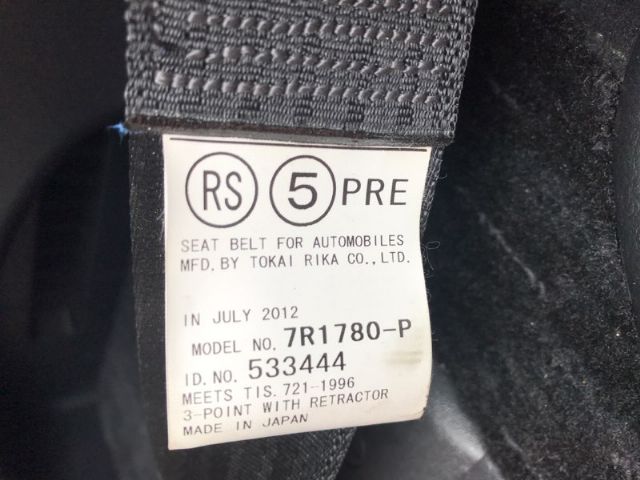 RS 5 PRE
SEAT BELT FOR AUTOMOBILES
MFD. BY TOKAI RIKA CO., LTD.
IN JULY 2012
MODEL NO. 7R1780-P
ID. NO. 533444
MEETS TIS. 721-1996
3-POINT WITH RETRACTOR
MADE IN JAPAN